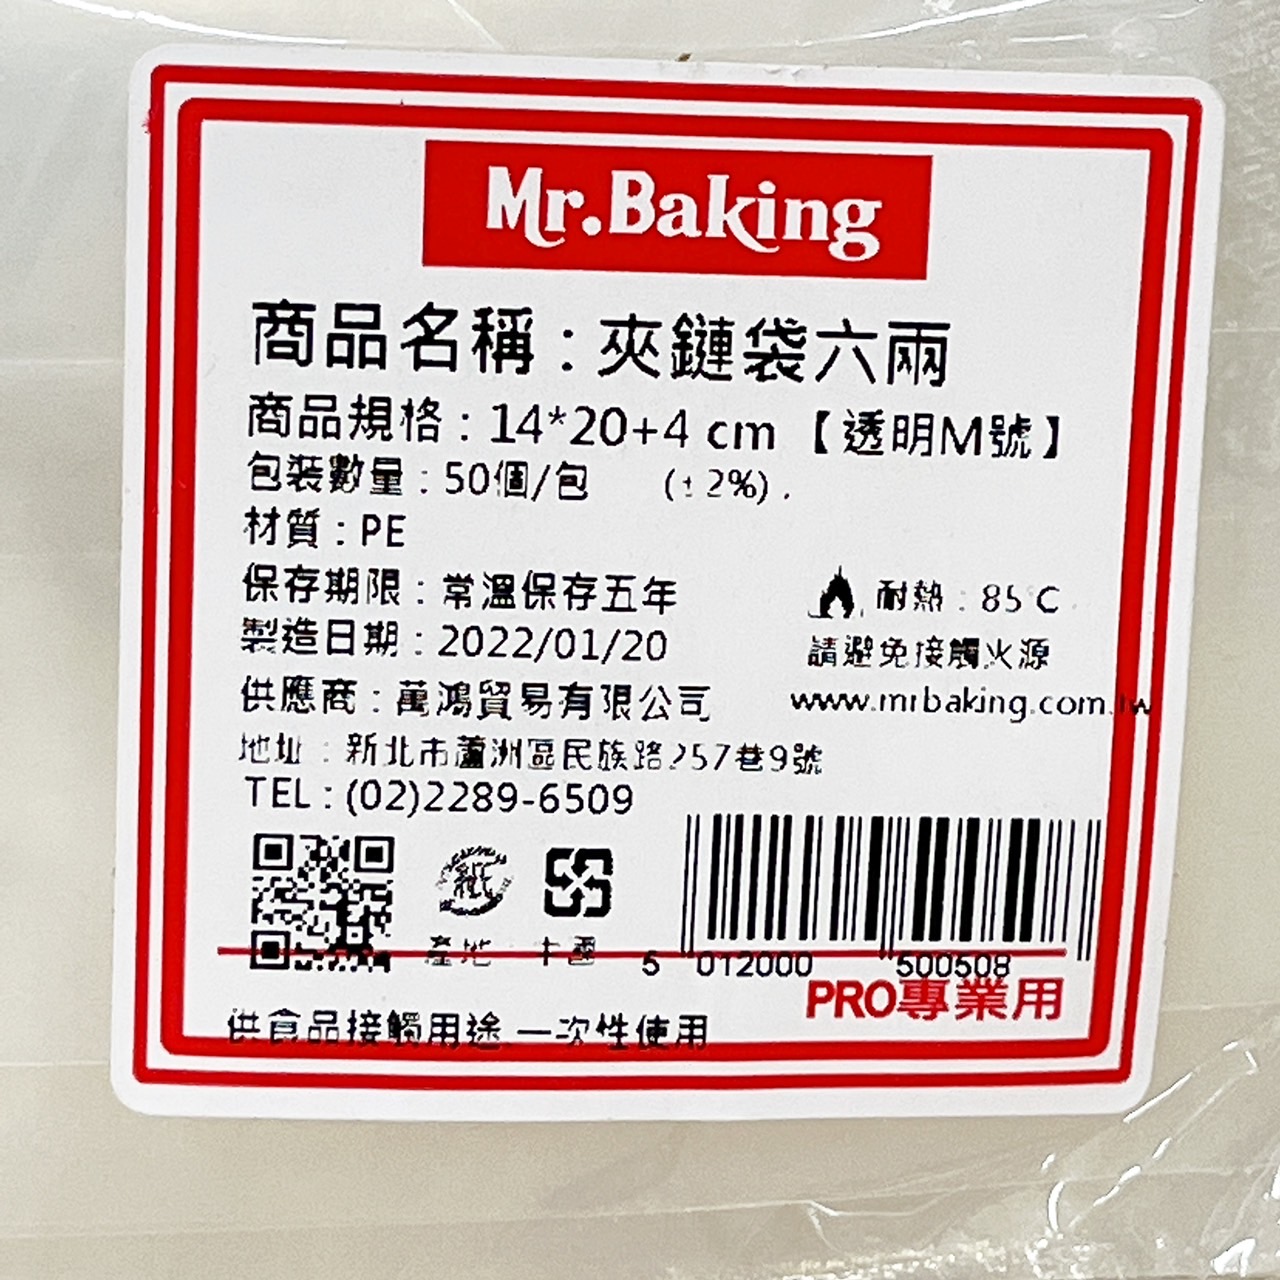 Mr.Baking
商品名稱：夾鏈袋六兩
商品規格：14*20+4 cm【透明M號】
包裝數量：50個/包 (±2%).
材質：PE
保存期限：常溫保存五年
耐熱：85°C
製造日期：2022/01/20
請避免接觸火源
供應商：萬鴻貿易有限公司
www.mrbaking.com.tw
地址：新北市蘆洲區民族路257巷9號
TEL：(02)2289-6509
紙
產地
5 012000 500508
PRO專業用
供食品接觸用途 一次性使用